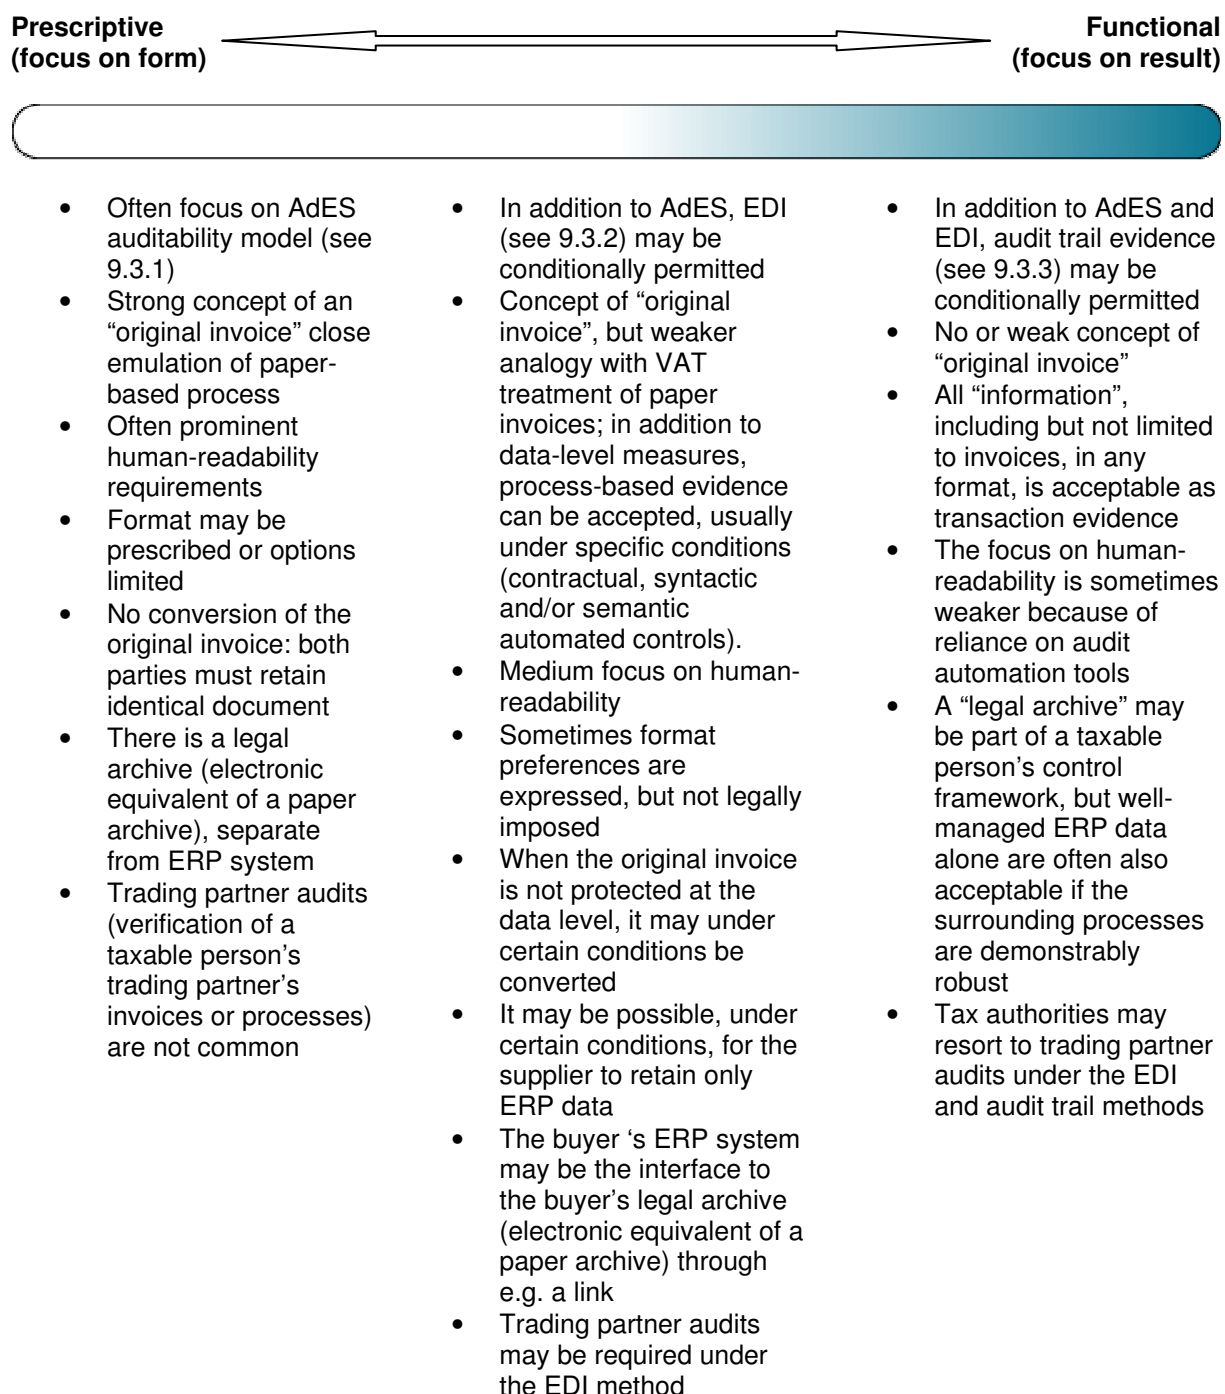 Prescriptive
(focus on form)
Functional
(focus on result)
• Often focus on AdES
auditability model (see
9.3.1)
• Strong concept of an
“original invoice” close
emulation of paper-
based process
• Often prominent
human-readability
requirements
• Format may be
prescribed or options
limited
• No conversion of the
original invoice: both
parties must retain
identical document
• There is a legal
archive (electronic
equivalent of a paper
archive), separate
from ERP system
• Trading partner audits
(verification of a
taxable person’s
trading partner’s
invoices or processes)
are not common
• In addition to AdES, EDI
(see 9.3.2) may be
conditionally permitted
• Concept of “original
invoice”, but weaker
analogy with VAT
treatment of paper
invoices; in addition to
data-level measures,
process-based evidence
can be accepted, usually
under specific conditions
(contractual, syntactic
and/or semantic
automated controls).
• Medium focus on human-
readability
• Sometimes format
preferences are
expressed, but not legally
imposed
• When the original invoice
is not protected at the
data level, it may under
certain conditions be
converted
• It may be possible, under
certain conditions, for the
supplier to retain only
ERP data
• The buyer ‘s ERP system
may be the interface to
the buyer’s legal archive
(electronic equivalent of a
paper archive) through
e.g. a link
• Trading partner audits
may be required under
the EDI method
• In addition to AdES and
EDI, audit trail evidence
(see 9.3.3) may be
conditionally permitted
• No or weak concept of
“original invoice”
• All “information”,
including but not limited
to invoices, in any
format, is acceptable as
transaction evidence
• The focus on human-
readability is sometimes
weaker because of
reliance on audit
automation tools
• A “legal archive” may
be part of a taxable
person’s control
framework, but well-
managed ERP data
alone are often also
acceptable if the
surrounding processes
are demonstrably
robust
• Tax authorities may
resort to trading partner
audits under the EDI
and audit trail methods